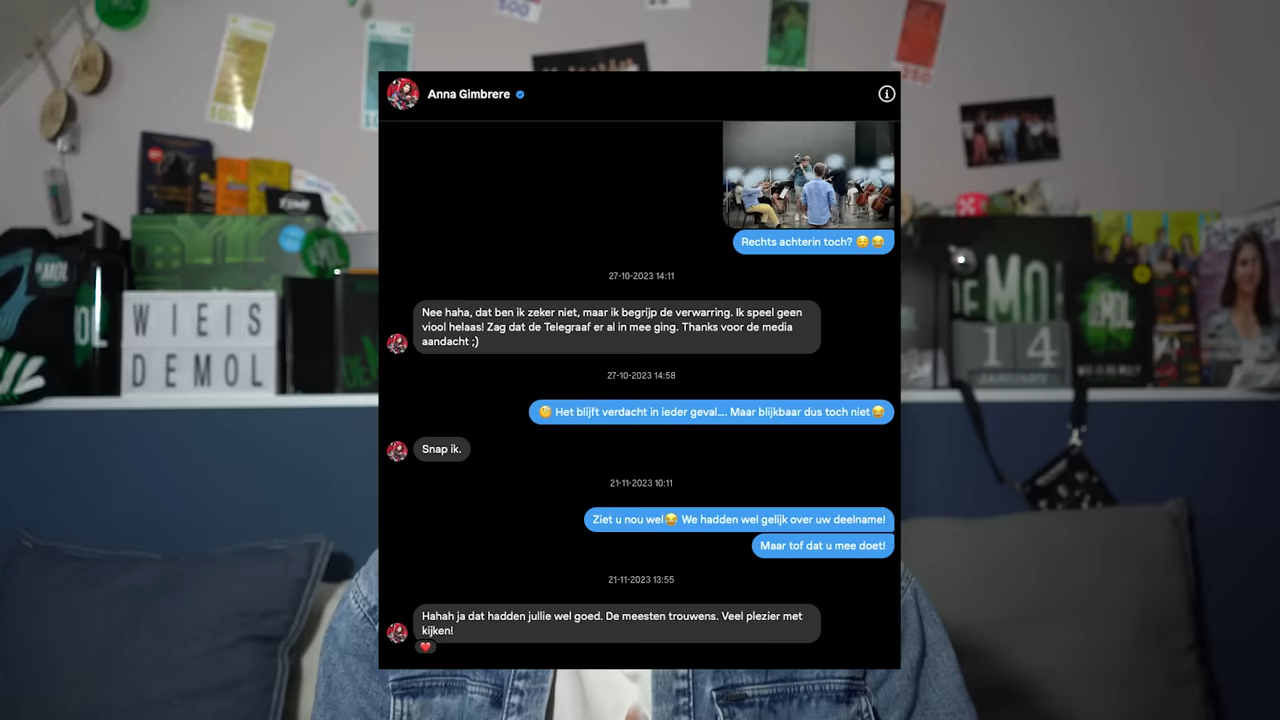 500
Anna Gimbrere
Rechts achterin toch? 😌😂
27-10-2023 14:11
Nee haha, dat ben ik zeker niet, maar ik begrijp de verwarring. Ik speel geen
viool helaas! Zag dat de Telegraaf er al in mee ging. Thanks voor de media
aandacht ;)
27-10-2023 14:58
🤔 Het blijft verdacht in ieder geval.... Maar blijkbaar dus toch niet😂
Snap ik.
21-11-2023 10:11
Ziet u nou wel😂 We hadden wel gelijk over uw deelname!
Maar tof dat u mee doet!
21-11-2023 13:55
Hahah ja dat hadden jullie wel goed. De meesten trouwens. Veel plezier met
kijken!
❤️
WIEIS
DEMOL
DE MOL
14
JANUARY